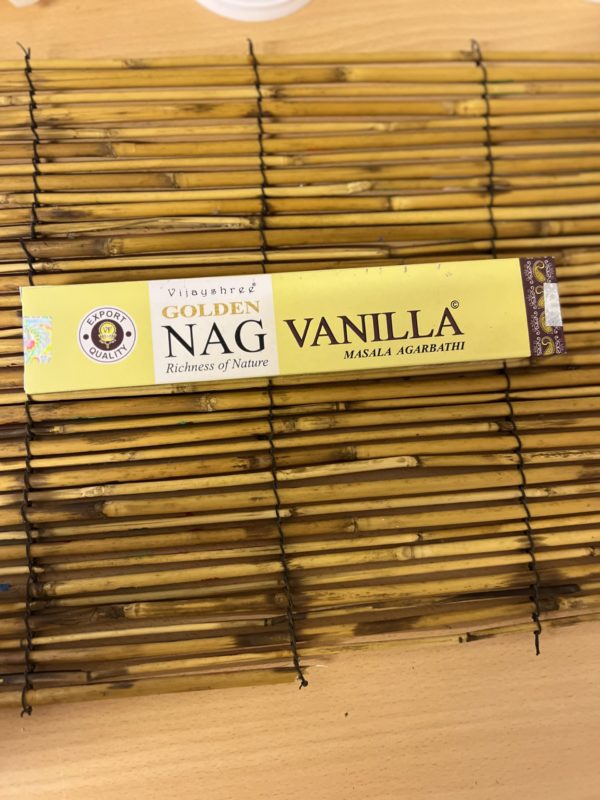 EXPORT
QUALITY
Vijayshree®
GOLDEN
NAG
Richness of Nature
VANILLA©
MASALA AGARBATHI